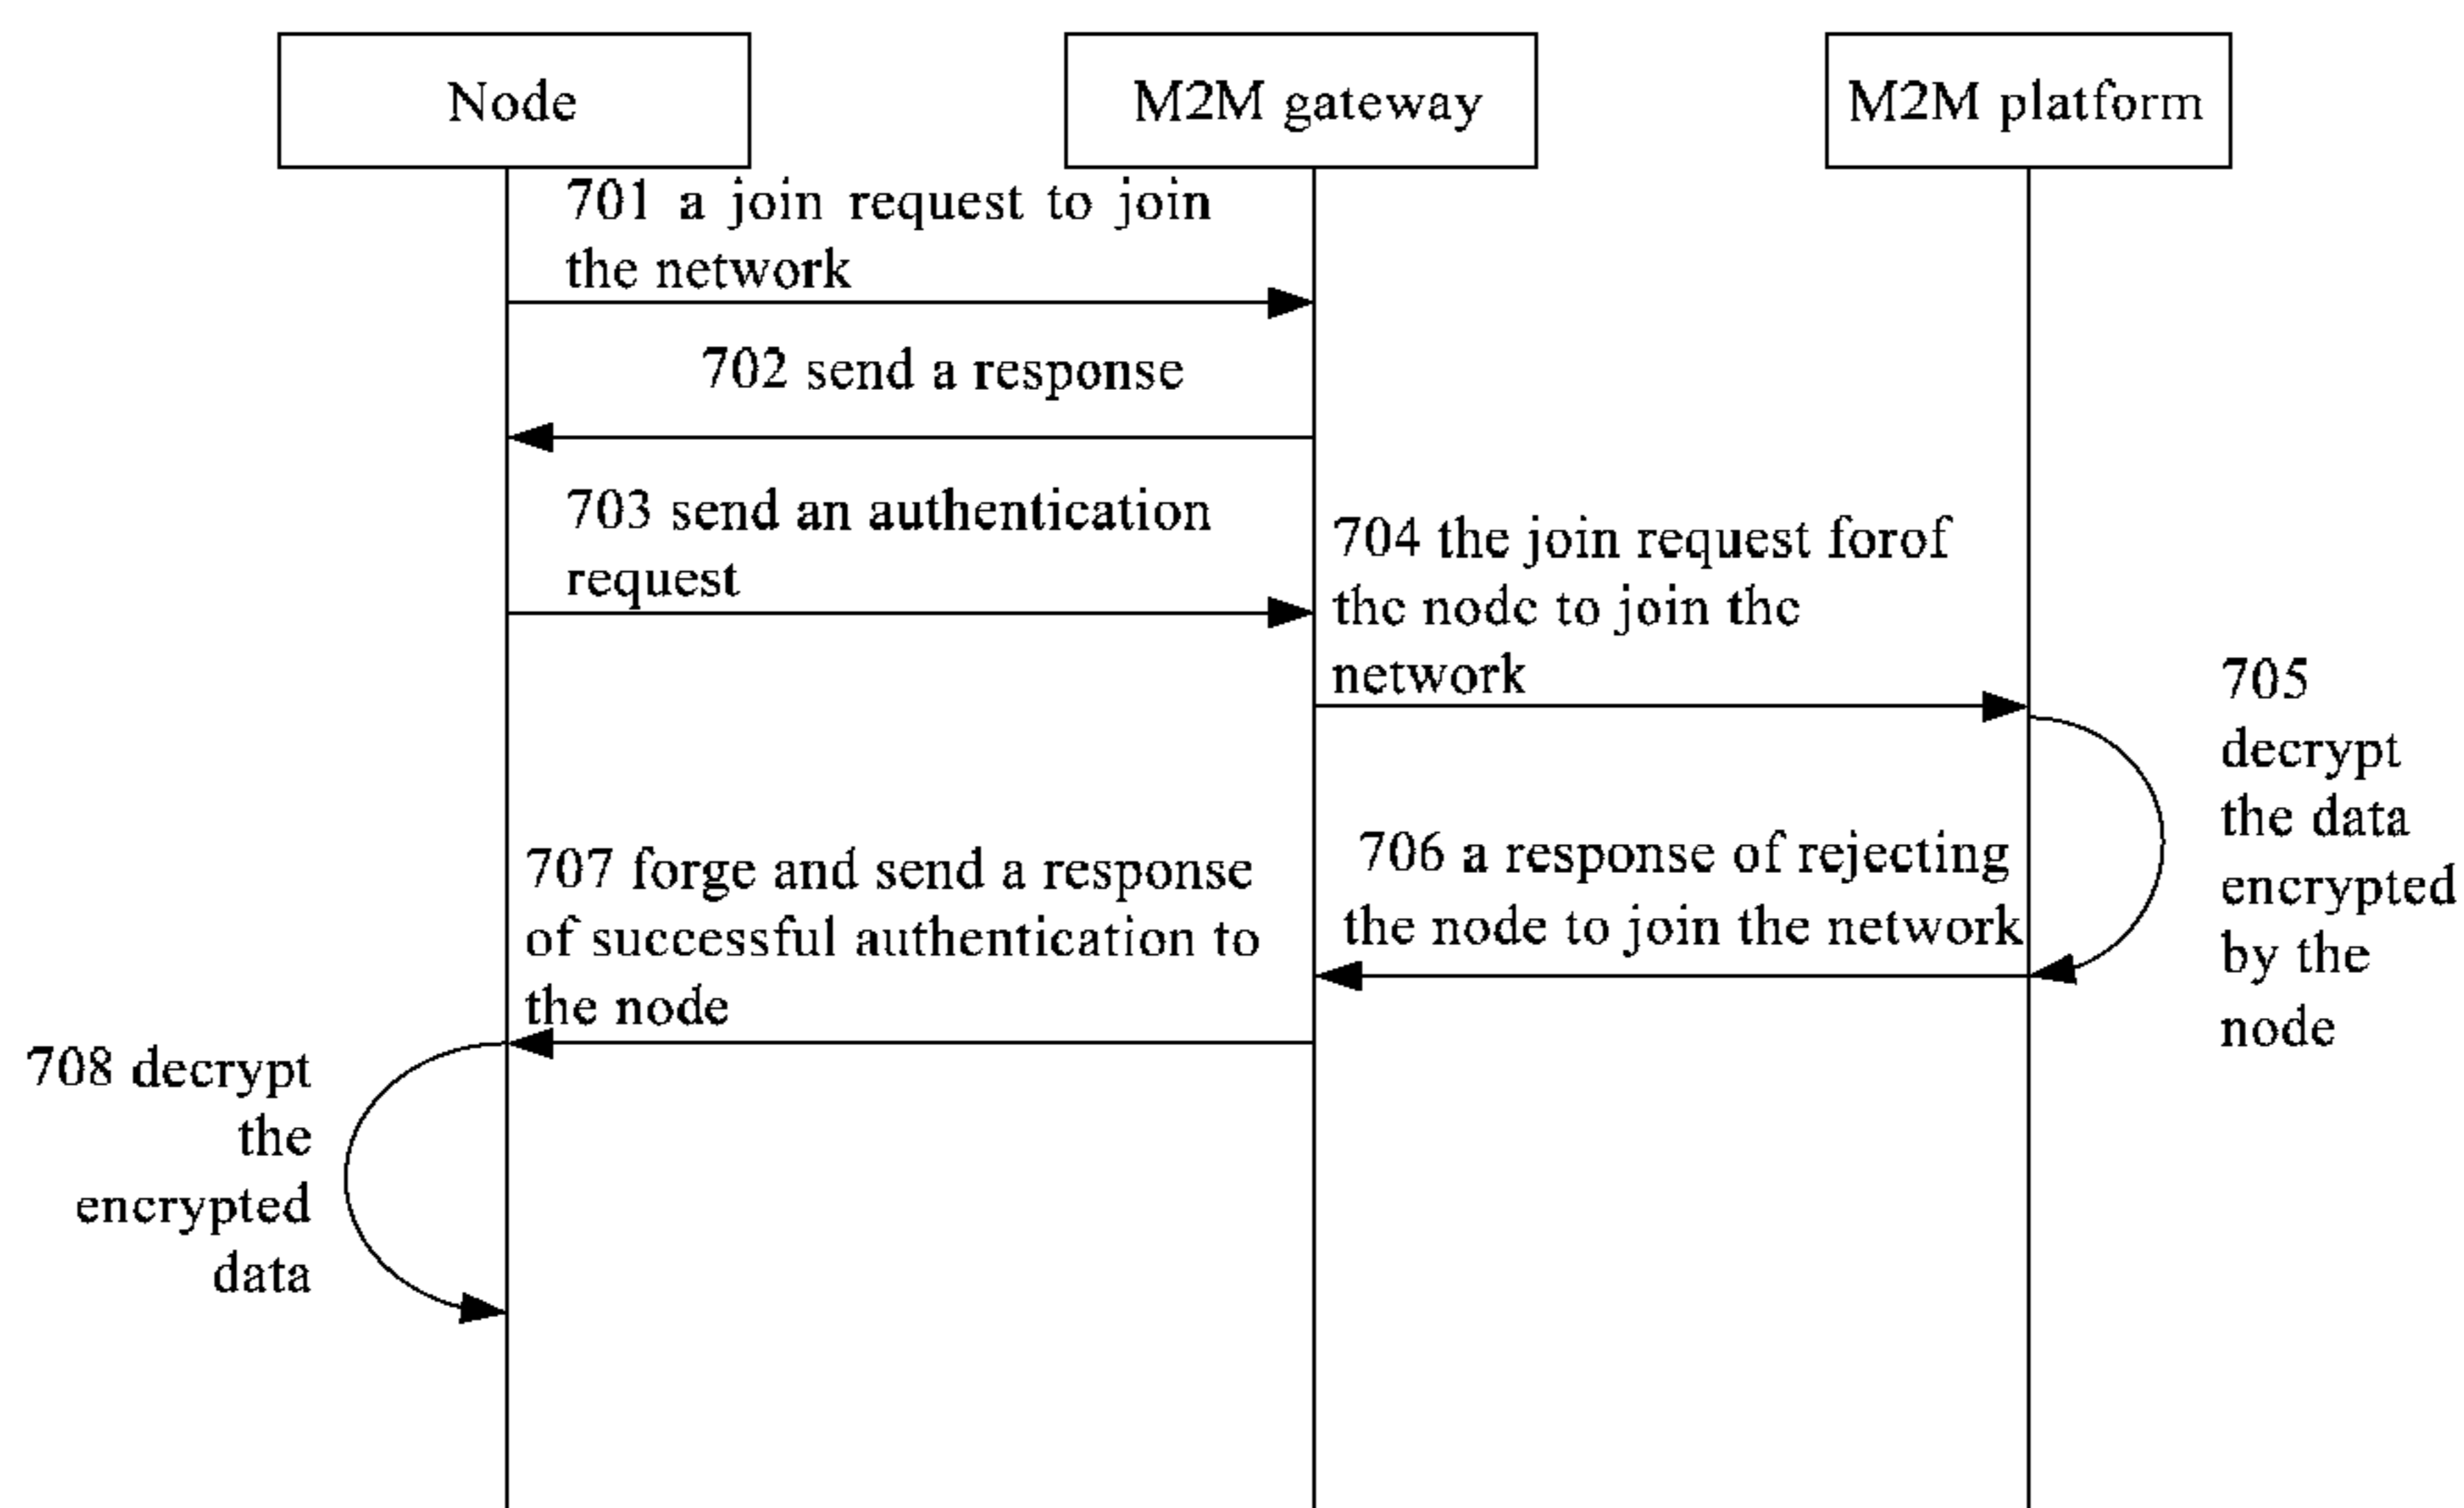 Node
M2M gateway
M2M platform
701 a join request to join
the network
702 send a response
703 send an authentication
request
704 the join request forof
the node to join the
network
705
decrypt
the data
encrypted
by the
node
706 a response of rejecting
the node to join the network
707 forge and send a response
of successful authentication to
the node
708 decrypt
the
encrypted
data